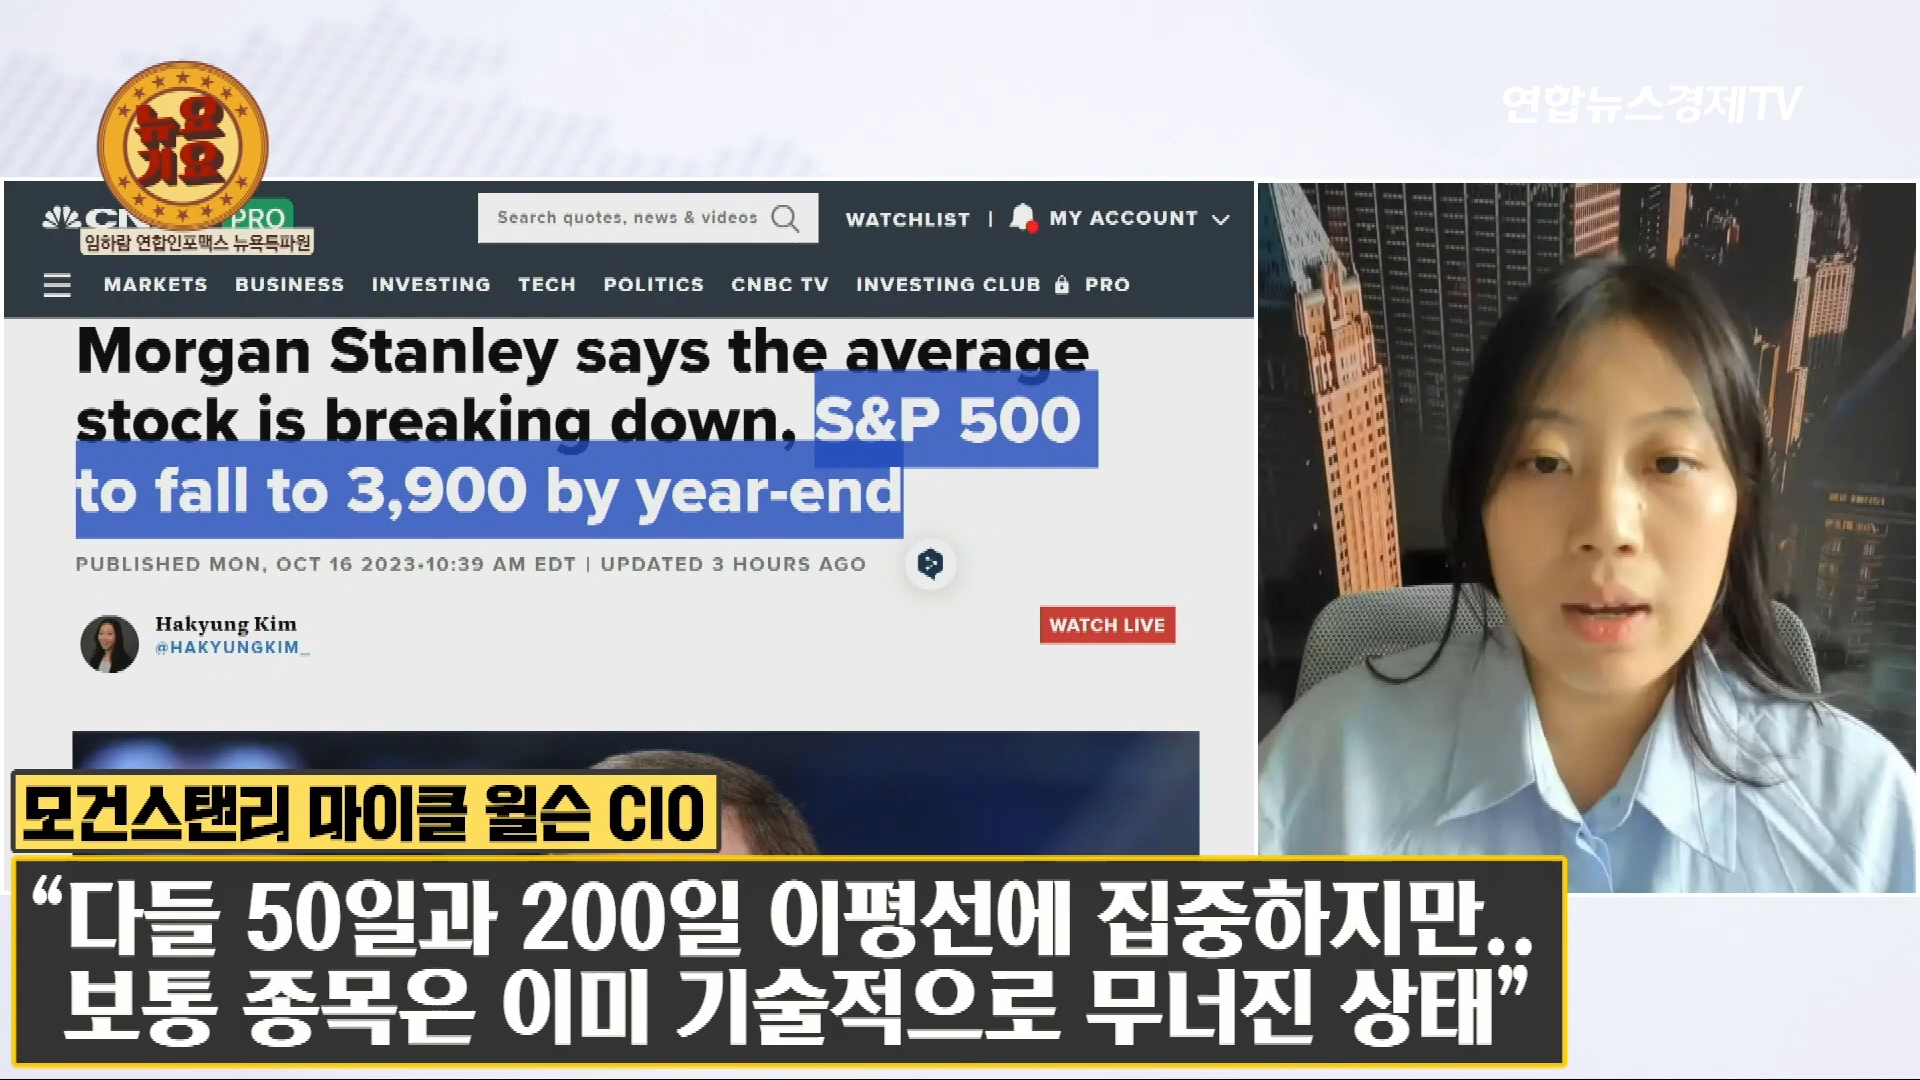 뉴요
기요
연합뉴스경제TV
임하람 연합인포맥스 뉴욕특파원
PRO
Search quotes, news & videos
WATCHLIST | MY ACCOUNT
MARKETS BUSINESS INVESTING TECH POLITICS CNBC TV INVESTING CLUB PRO
Morgan Stanley says the average
stock is breaking down, S&P 500
to fall to 3,900 by year-end
PUBLISHED MON, OCT 16 2023•10:39 AM EDT | UPDATED 3 HOURS AGO
Hakyung Kim
@HAKYUNGKIM_
WATCH LIVE
모건스탠리 마이클 윌슨 CIO
“다들 50일과 200일 이평선에 집중하지만..
보통 종목은 이미 기술적으로 무너진 상태”